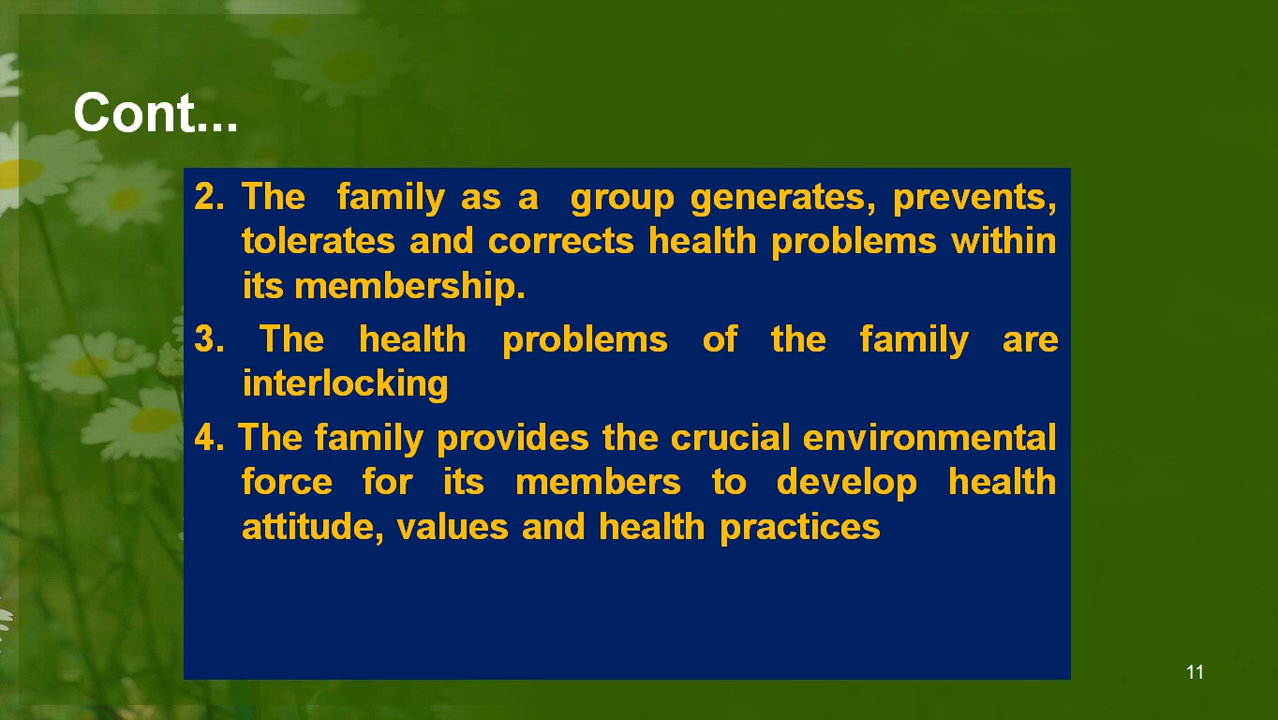 Cont...
2. The family as a group generates, prevents,
tolerates and corrects health problems within
its membership.
3. The health problems of the family are
interlocking
4. The family provides the crucial environmental
force for its members to develop health
attitude, values and health practices
11